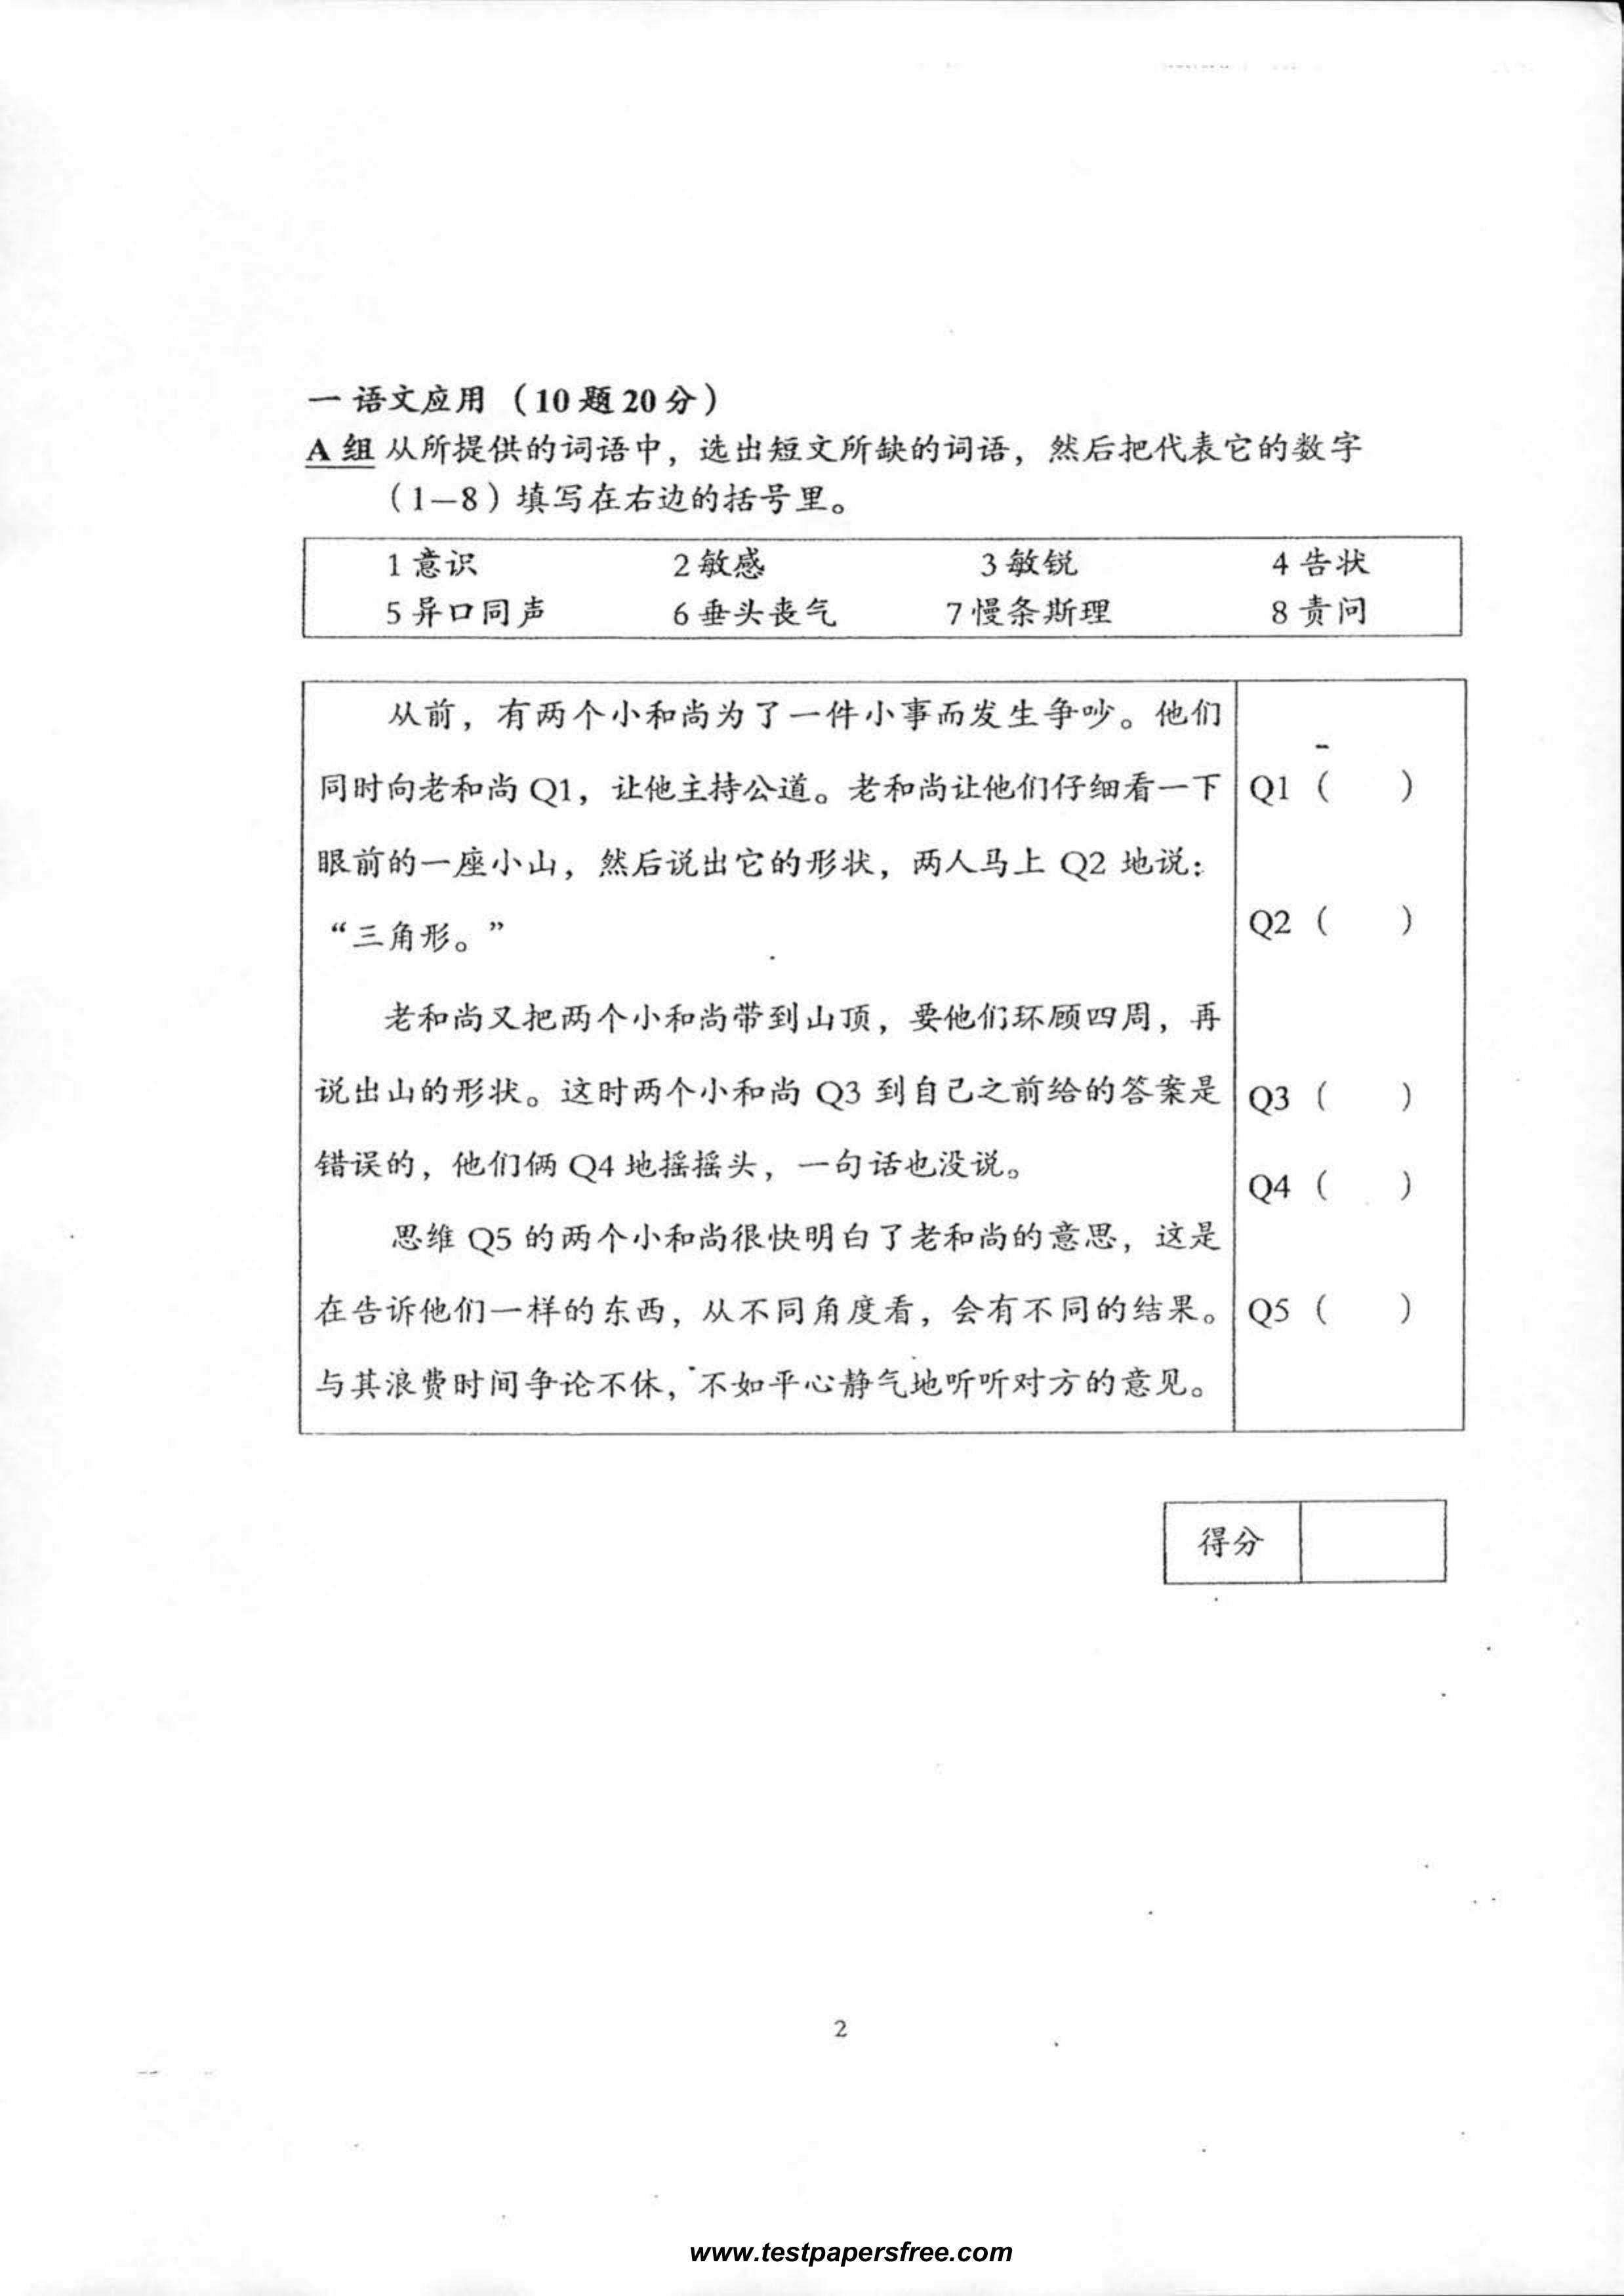 一 语文应用（10题20分）
A组 从所提供的词语中，选出短文所缺的词语，然后把代表它的数字
（1—8）填写在右边的括号里。
1 意识 2 敏感 3 敏锐 4 告状
5 异口同声 6 垂头丧气 7 慢条斯理 8 责问
从前，有两个小和尚为了一件小事而发生争吵。他们
同时向老和尚 Q1，让他主持公道。老和尚让他们仔细看一下
眼前的一座小山，然后说出它的形状，两人马上 Q2 地说：
“三角形。”
老和尚又把两个小和尚带到山顶，要他们环顾四周，再
说出山的形状。这时两个小和尚 Q3 到自己之前给的答案是
错误的，他们俩 Q4 地摇摇头，一句话也没说。
思维 Q5 的两个小和尚很快明白了老和尚的意思，这是
在告诉他们一样的东西，从不同角度看，会有不同的结果。
与其浪费时间争论不休，不如平心静气地听听对方的意见。
Q1 （ ）
Q2 （ ）
Q3 （ ）
Q4 （ ）
Q5 （ ）
得分
2
www.testpapersfree.com